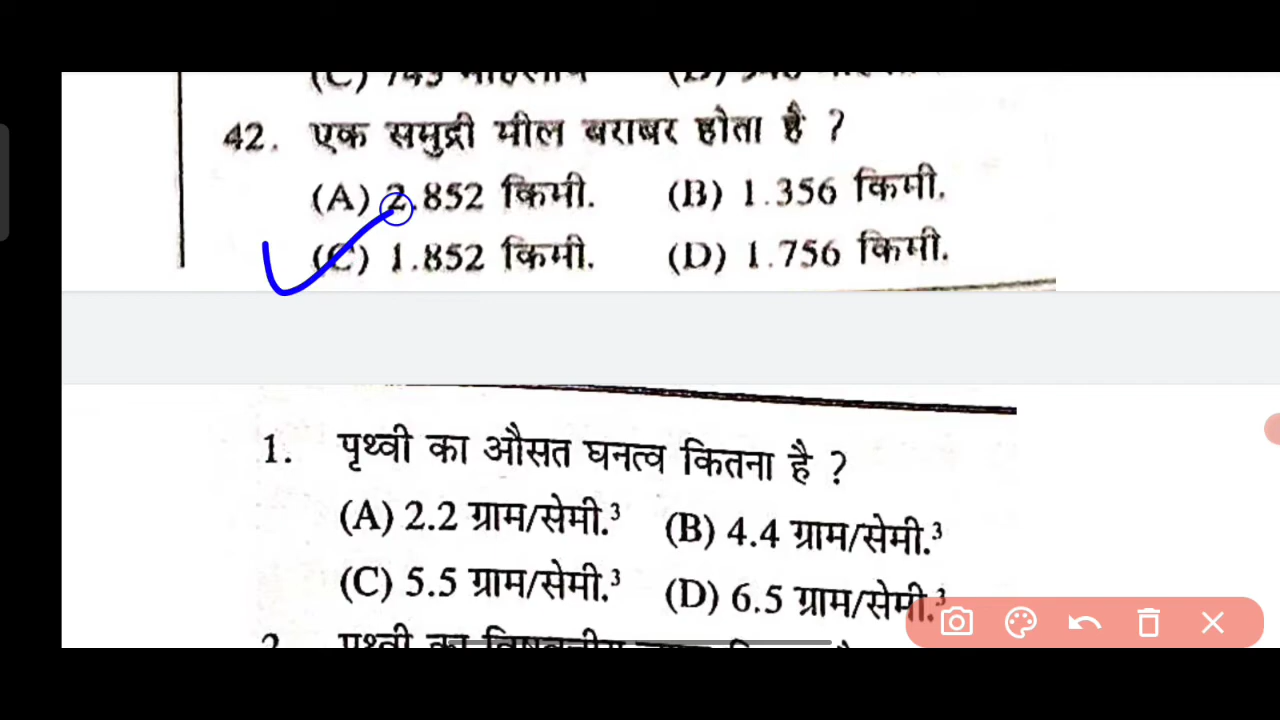 42. एक समुद्री मील बराबर होता है ?
(A) 2.852 किमी. (B) 1.356 किमी.
(C) 1.852 किमी. (D) 1.756 किमी.
1. पृथ्वी का औसत घनत्व कितना है ?
(A) 2.2 ग्राम/सेमी.³ (B) 4.4 ग्राम/सेमी.³
(C) 5.5 ग्राम/सेमी.³ (D) 6.5 ग्राम/सेमी.³
2. पृथ्वी का